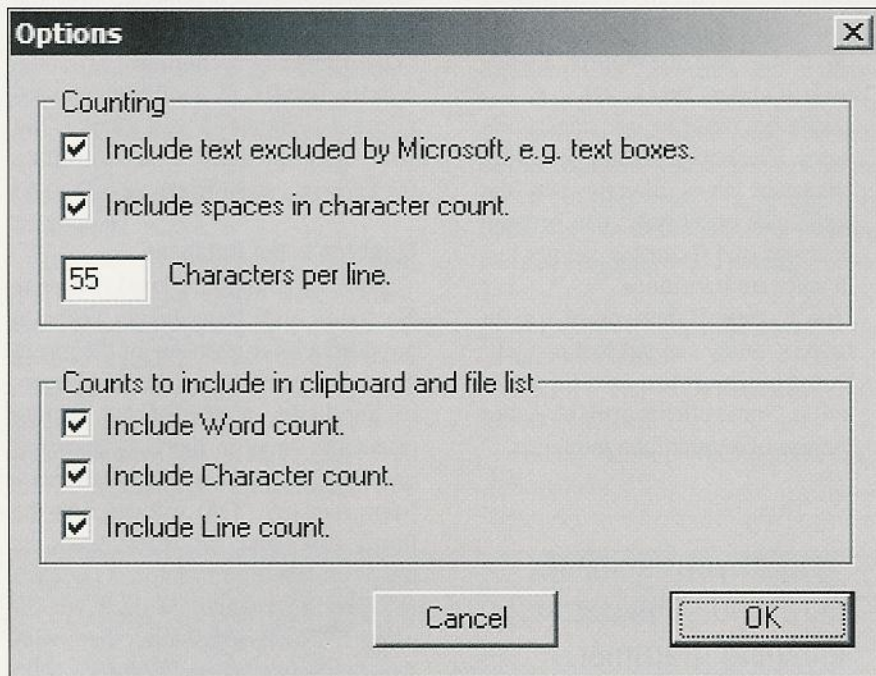 Options
Counting
Include text excluded by Microsoft, e.g. text boxes.
Include spaces in character count.
55 Characters per line.
Counts to include in clipboard and file list
Include Word count.
Include Character count.
Include Line count.
Cancel OK